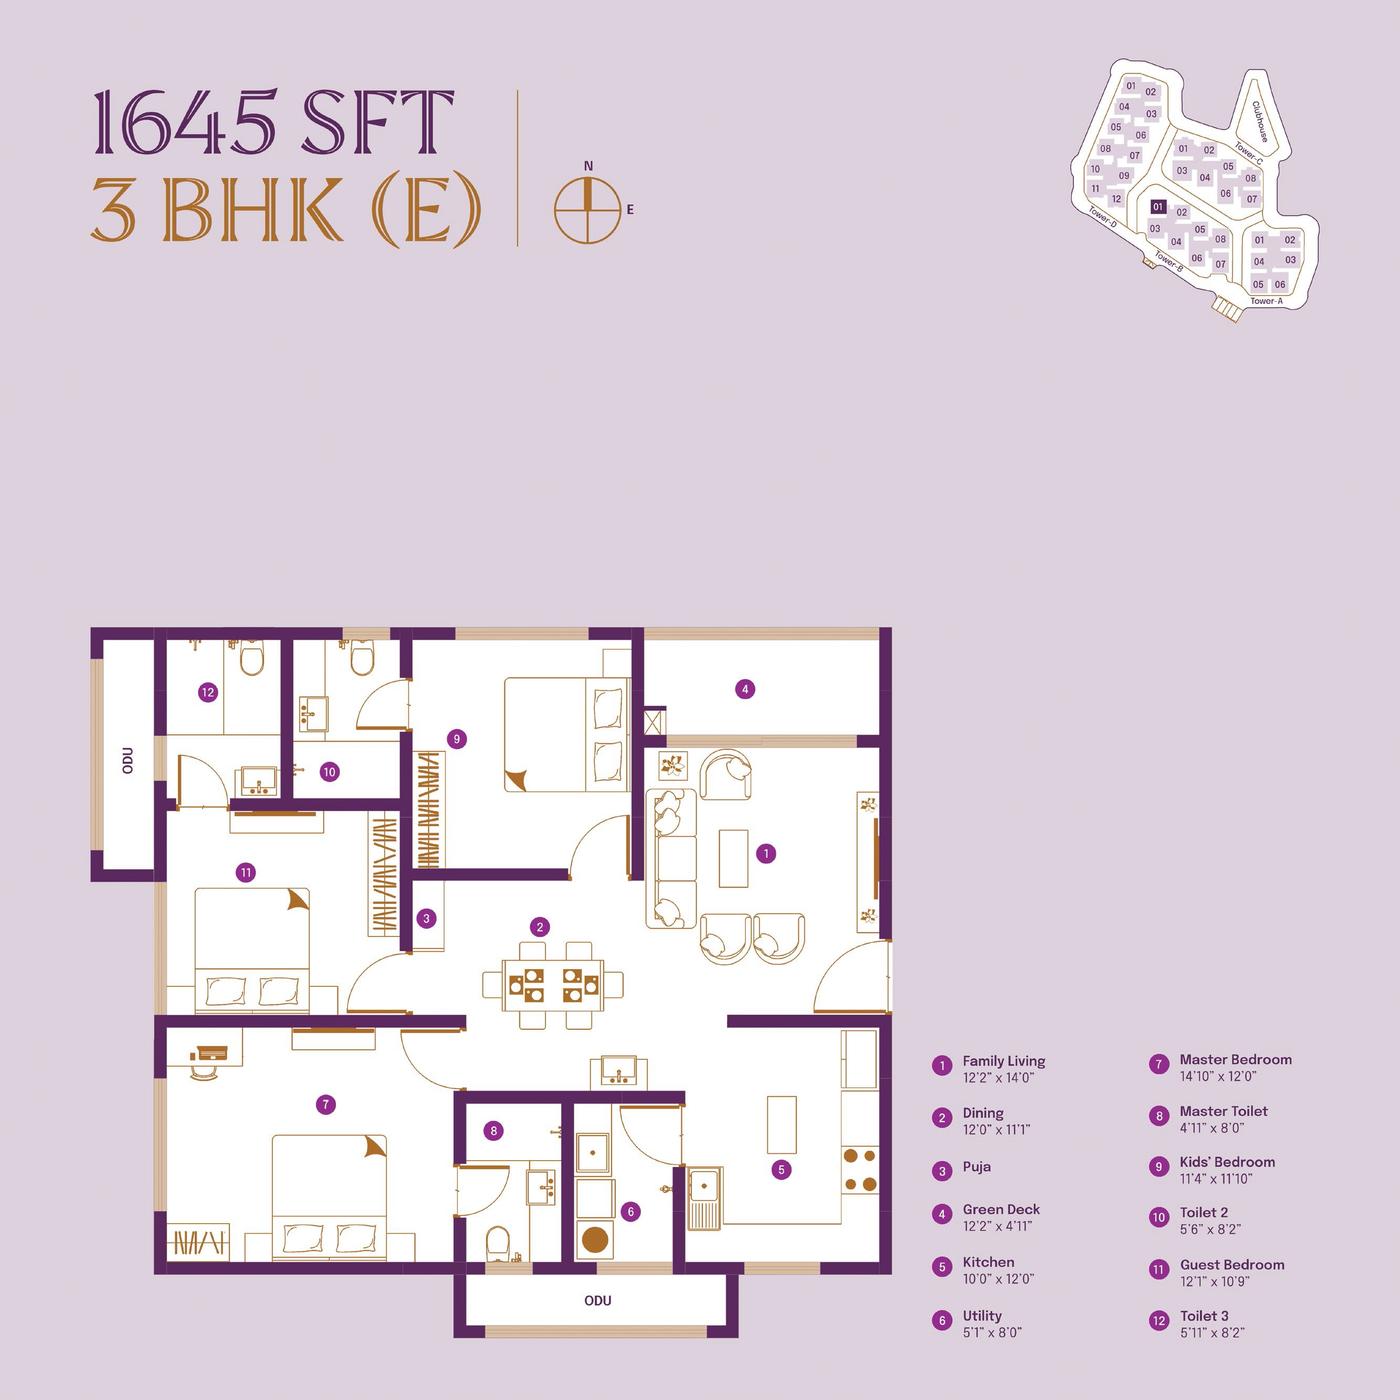 1645 SFT
3 BHK (E)
N
E
01
02
04
03
05
06
08
07
10
09
11
12
Tower-D
Clubhouse
Tower-C
01
02
03
04
05
06
08
07
01
02
03
04
05
06
08
07
Tower-B
01
02
04
03
05
06
Tower-A
ODU
12
10
9
4
11
3
2
1
7
8
6
5
ODU
1 Family Living
12'2" x 14'0"
2 Dining
12'0" x 11'1"
3 Puja
4 Green Deck
12'2" x 4'11"
5 Kitchen
10'0" x 12'0"
6 Utility
5'1" x 8'0"
7 Master Bedroom
14'10" x 12'0"
8 Master Toilet
4'11" x 8'0"
9 Kids' Bedroom
11'4" x 11'10"
10 Toilet 2
5'6" x 8'2"
11 Guest Bedroom
12'1" x 10'9"
12 Toilet 3
5'11" x 8'2"